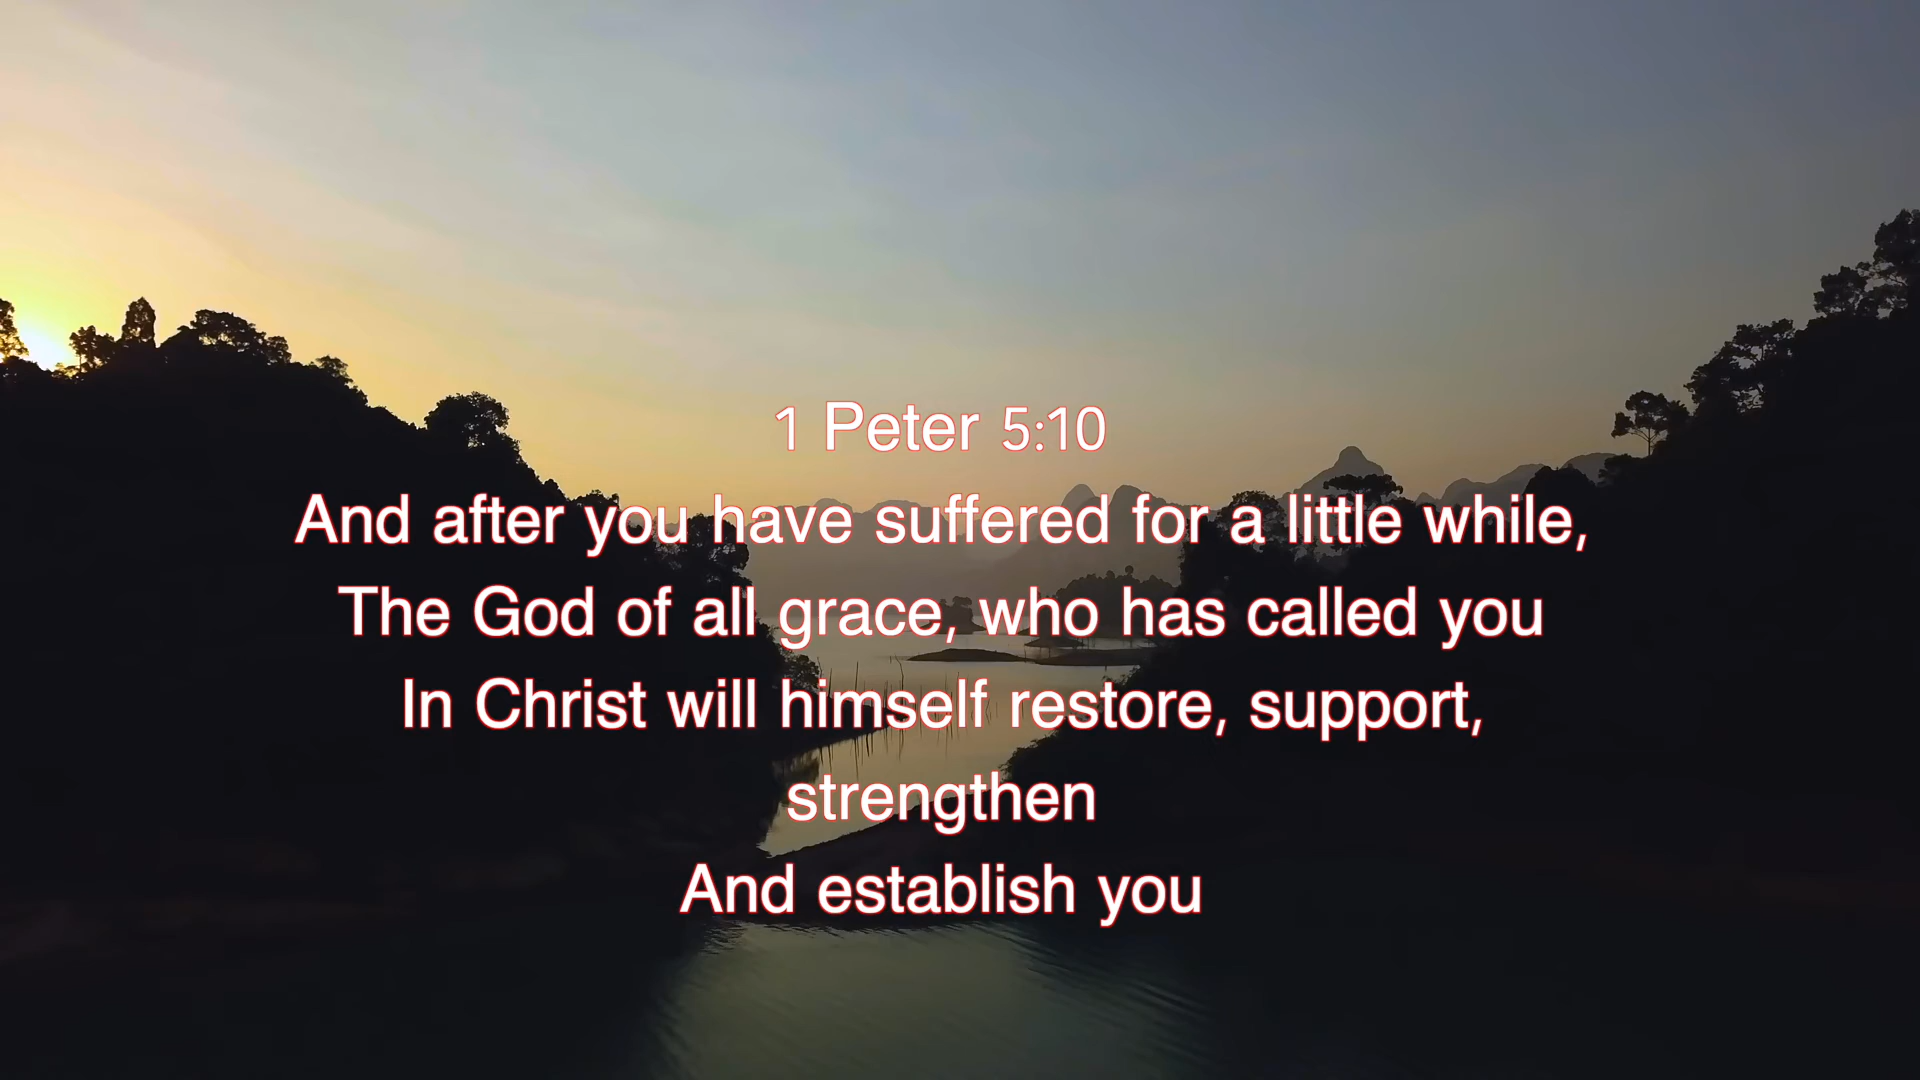 1 Peter 5:10
And after you have suffered for a little while,
The God of all grace, who has called you
In Christ will himself restore, support,
strengthen
And establish you